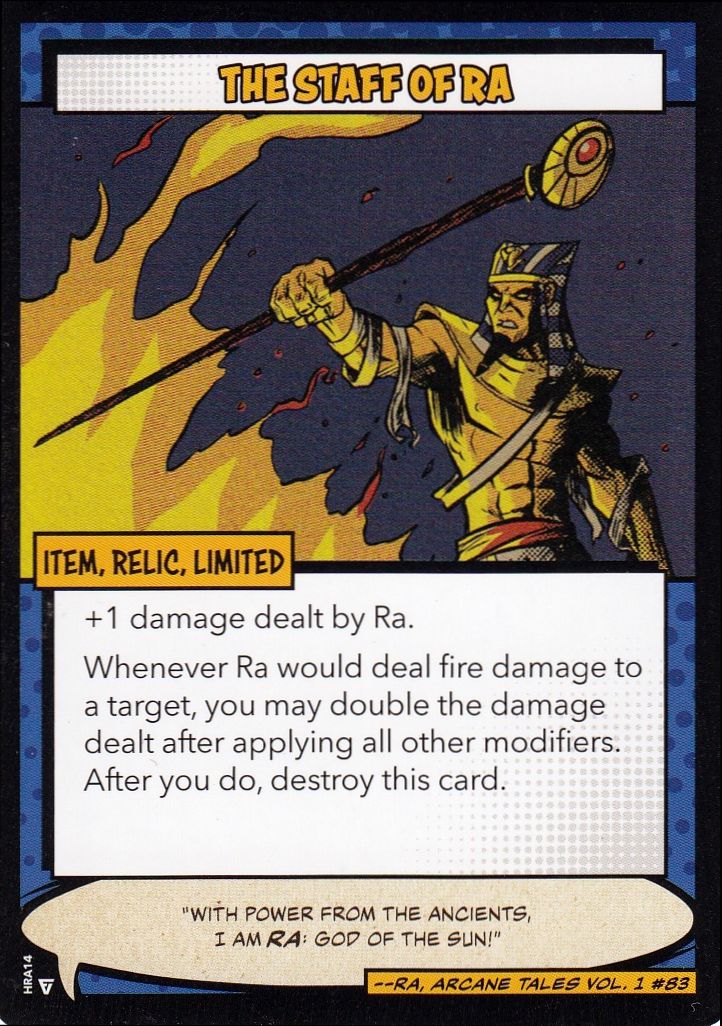 THE STAFF OF RA
ITEM, RELIC, LIMITED
+1 damage dealt by Ra.
Whenever Ra would deal fire damage to
a target, you may double the damage
dealt after applying all other modifiers.
After you do, destroy this card.
"WITH POWER FROM THE ANCIENTS,
I AM RA: GOD OF THE SUN!"
--RA, ARCANE TALES VOL. 1 #83
HRA14